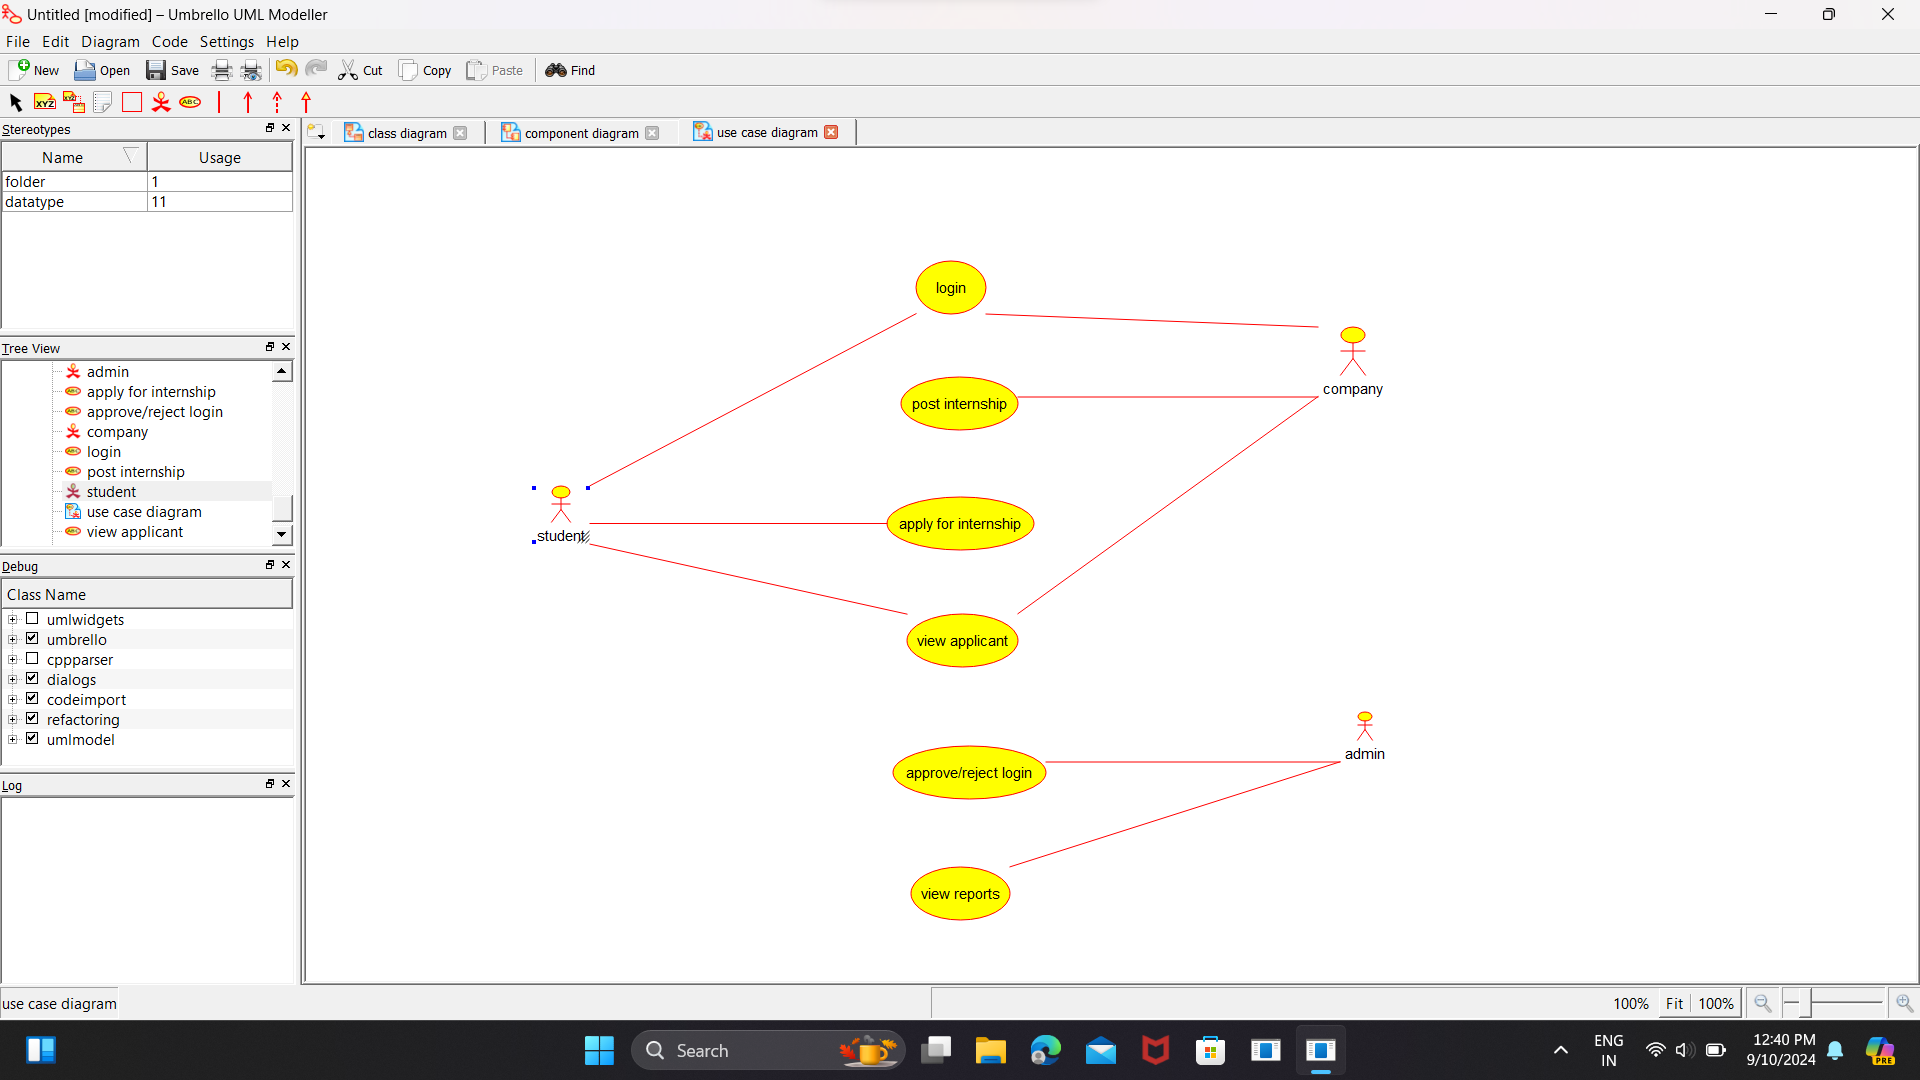 Untitled [modified] – Umbrello UML Modeller
File Edit Diagram Code Settings Help
New Open Save Cut Copy Paste Find
XYZ XYZ ABC
Stereotypes
Name Usage
folder 1
datatype 11
Tree View
admin
apply for internship
approve/reject login
company
login
post internship
student
use case diagram
view applicant
Debug
Class Name
umlwidgets
umbrello
cppparser
dialogs
codeimport
refactoring
umlmodel
Log
class diagram component diagram use case diagram
login
company
post internship
student
apply for internship
view applicant
admin
approve/reject login
view reports
use case diagram
100% Fit 100%
Search
ENG
IN
12:40 PM
9/10/2024
PRE